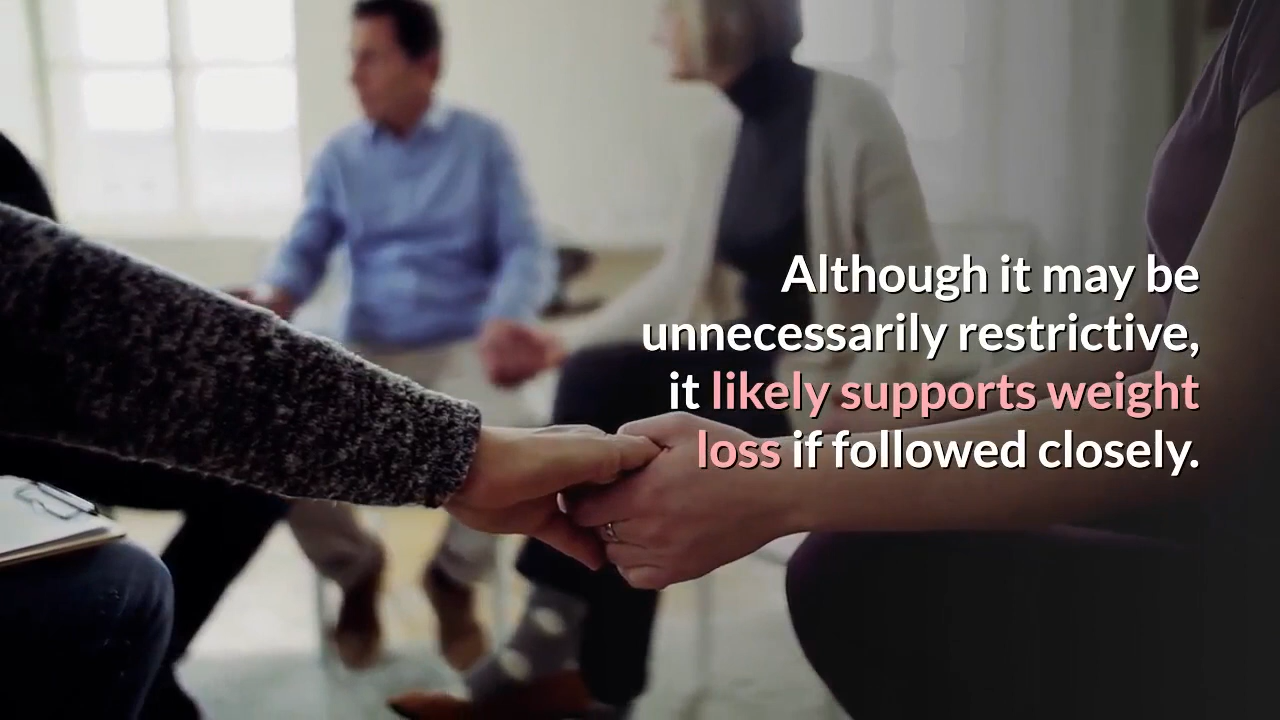 Although it may be
unnecessarily restrictive,
it likely supports weight
loss if followed closely.